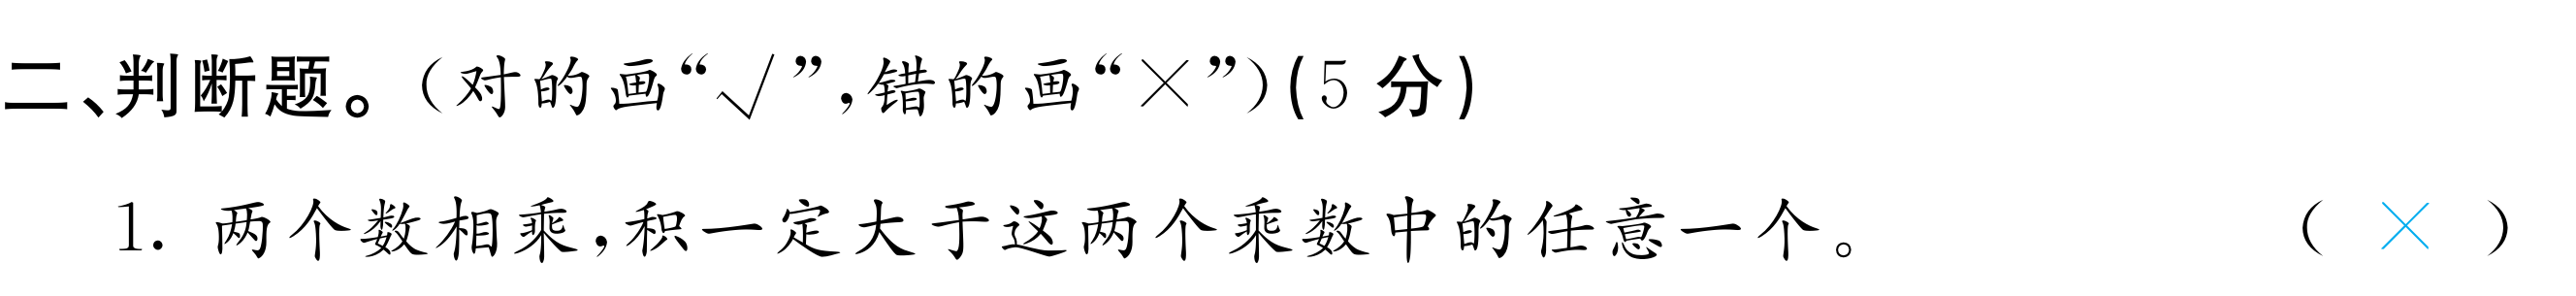 二、判断题。(对的画“√”,错的画“×”)(5 分)
1. 两个数相乘,积一定大于这两个乘数中的任意一个。 ( × )